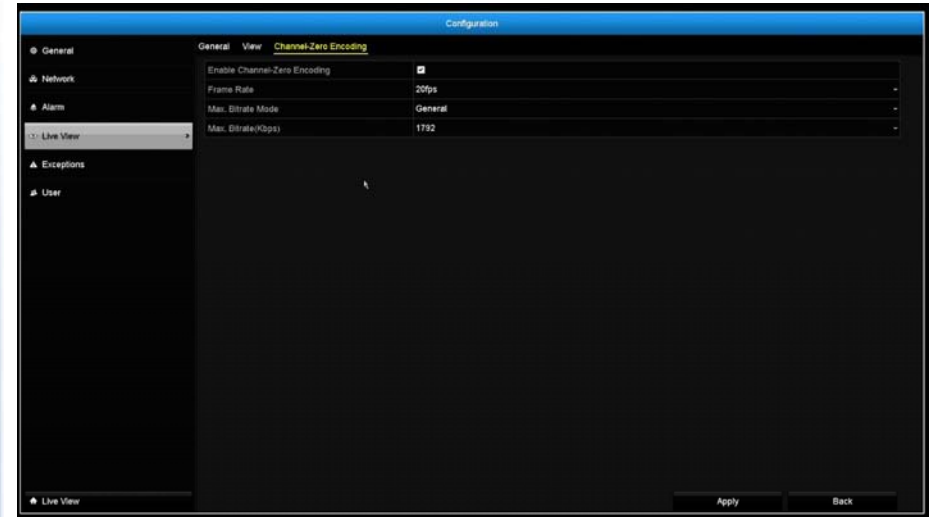 Configuration
General
Network
Alarm
Live View
Exceptions
User
General View Channel-Zero Encoding
Enable Channel-Zero Encoding
Frame Rate 20fps
Max. Bitrate Mode General
Max. Bitrate(Kbps) 1792
Live View
Apply Back